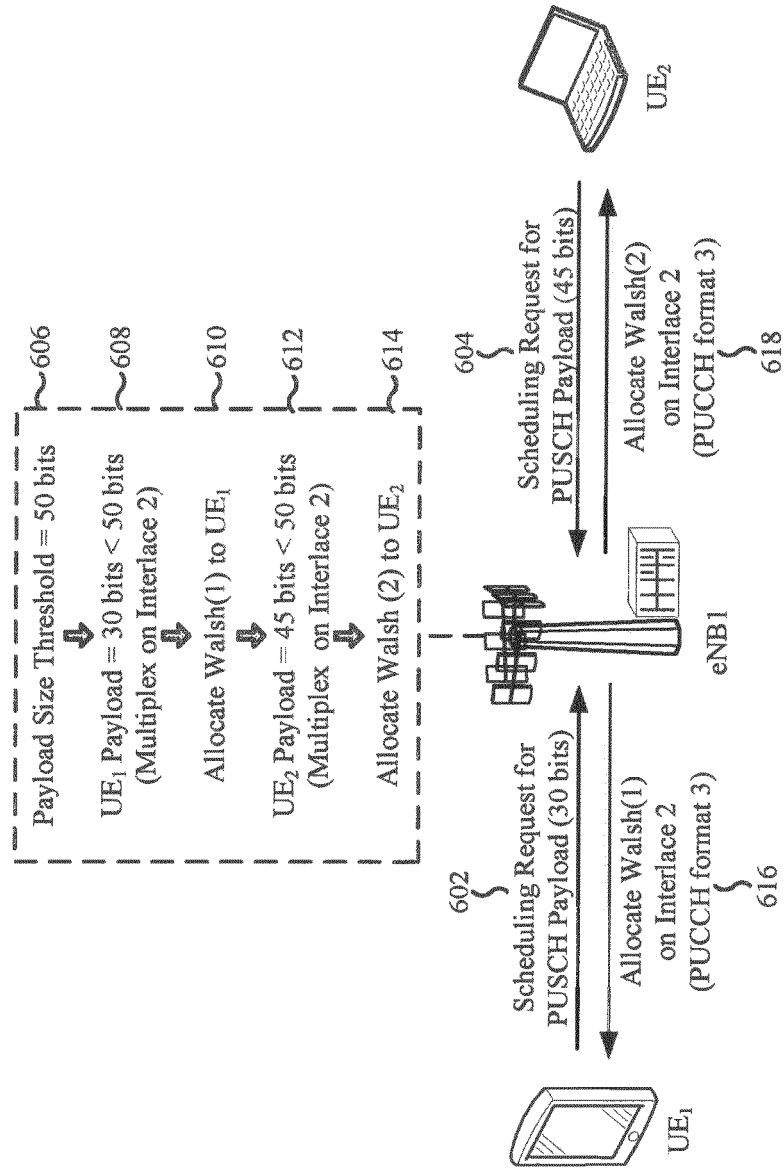 Payload Size Threshold = 50 bits
606
UE₁ Payload = 30 bits < 50 bits
(Multiplex on Interlace 2)
608
Allocate Walsh(1) to UE₁
610
UE₂ Payload = 45 bits < 50 bits
(Multiplex on Interlace 2)
612
Allocate Walsh (2) to UE₂
614
602
Scheduling Request for
PUSCH Payload (30 bits)
Allocate Walsh(1)
on Interlace 2
(PUCCH format 3)
616
604
Scheduling Request for
PUSCH Payload (45 bits)
Allocate Walsh(2)
on Interlace 2
(PUCCH format 3)
618
UE₁
eNB1
UE₂